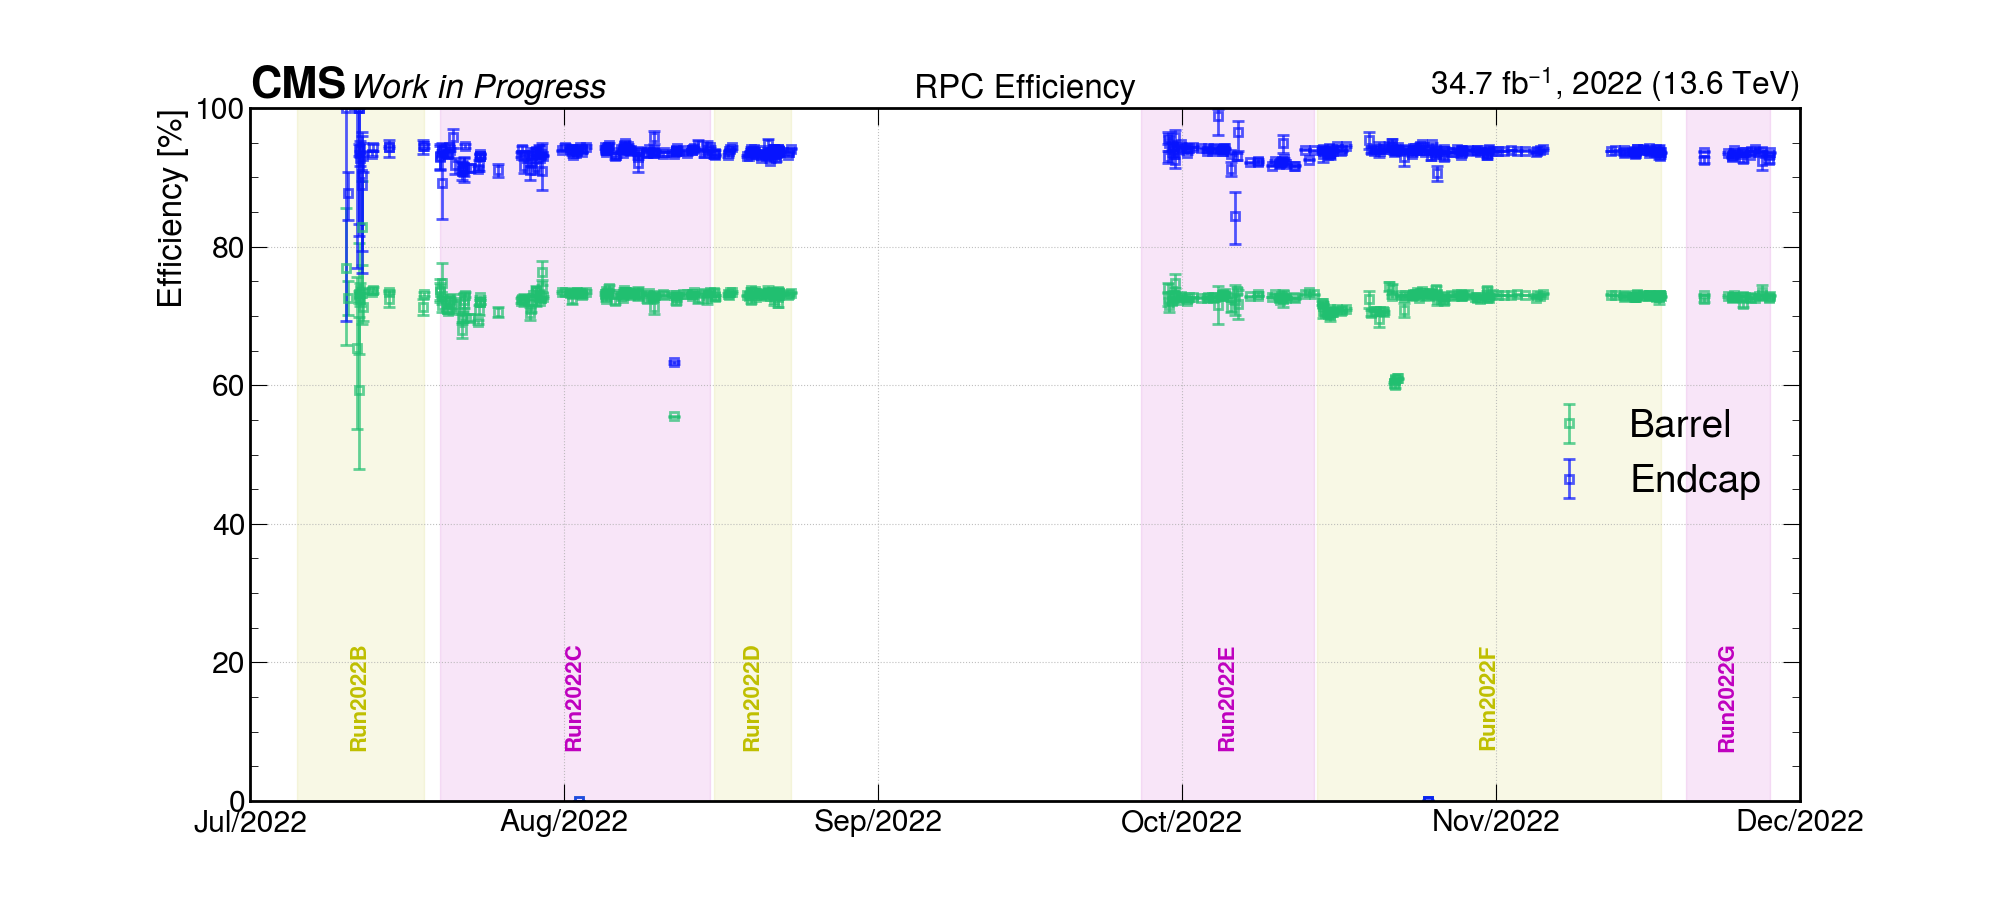 CMS Work in Progress
RPC Efficiency
34.7 fb⁻¹, 2022 (13.6 TeV)
Efficiency [%]
100
80
60
40
20
0
Barrel
Endcap
Run2022B
Run2022C
Run2022D
Run2022E
Run2022F
Run2022G
Jul/2022
Aug/2022
Sep/2022
Oct/2022
Nov/2022
Dec/2022